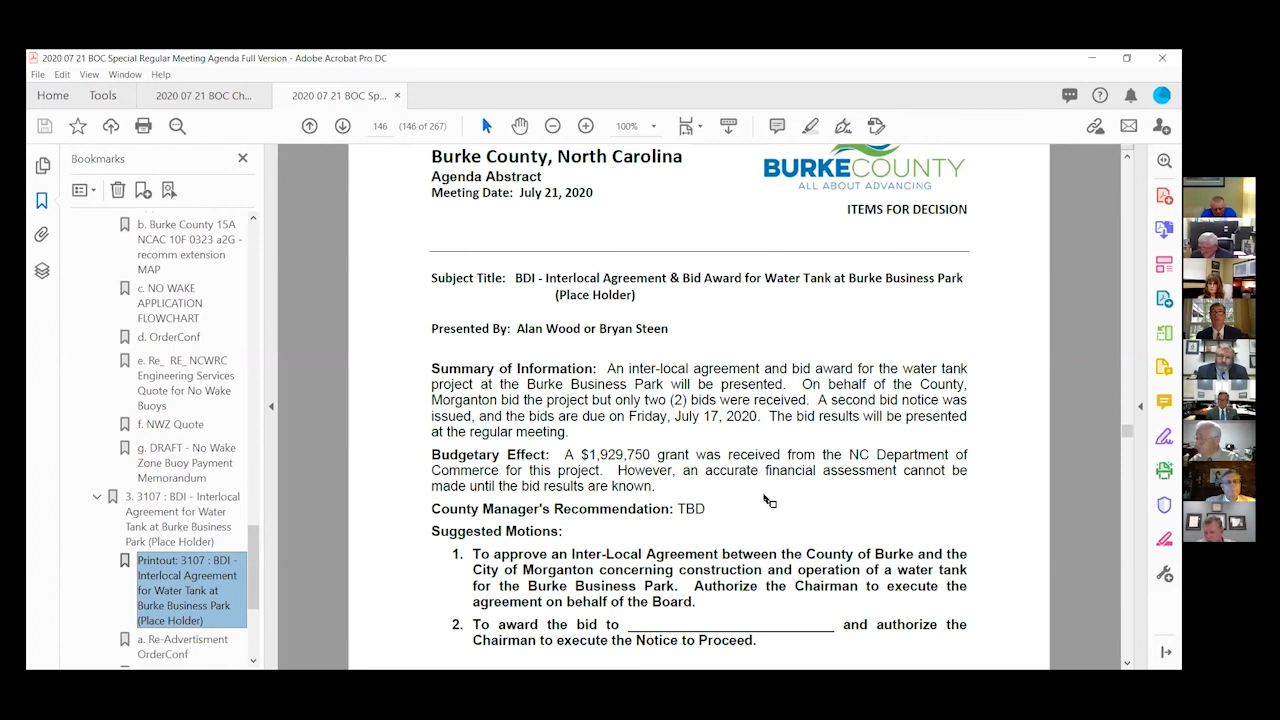 2020 07 21 BOC Special Regular Meeting Agenda Full Version - Adobe Acrobat Pro DC
File Edit View Window Help
Home Tools 2020 07 21 BOC Ch... 2020 07 21 BOC Sp... ×
146 (146 of 267) 100%
Bookmarks
b. Burke County 15A
NCAC 10F 0323 a2G -
recomm extension
MAP
c. NO WAKE
APPLICATION
FLOWCHART
d. OrderConf
e. Re_ RE_ NCWRC
Engineering Services
Quote for No Wake
Buoys
f. NWZ Quote
g. DRAFT - No Wake
Zone Buoy Payment
Memorandum
3. 3107 : BDI - Interlocal
Agreement for Water
Tank at Burke Business
Park (Place Holder)
Printout: 3107 : BDI -
Interlocal Agreement
for Water Tank at
Burke Business Park
(Place Holder)
a. Re-Advertisment
OrderConf
Burke County, North Carolina
Agenda Abstract
Meeting Date: July 21, 2020
BURKECOUNTY
ALL ABOUT ADVANCING
ITEMS FOR DECISION
Subject Title: BDI - Interlocal Agreement & Bid Award for Water Tank at Burke Business Park
(Place Holder)
Presented By: Alan Wood or Bryan Steen
Summary of Information: An inter-local agreement and bid award for the water tank
project at the Burke Business Park will be presented. On behalf of the County,
Morganton bid the project but only two (2) bids were received. A second bid notice was
issued, and the bids are due on Friday, July 17, 2020. The bid results will be presented
at the regular meeting.
Budgetary Effect: A $1,929,750 grant was received from the NC Department of
Commerce for this project. However, an accurate financial assessment cannot be
made until the bid results are known.
County Manager's Recommendation: TBD
Suggested Motions:
1. To approve an Inter-Local Agreement between the County of Burke and the
City of Morganton concerning construction and operation of a water tank
for the Burke Business Park. Authorize the Chairman to execute the
agreement on behalf of the Board.
2. To award the bid to ____________________ and authorize the
Chairman to execute the Notice to Proceed.